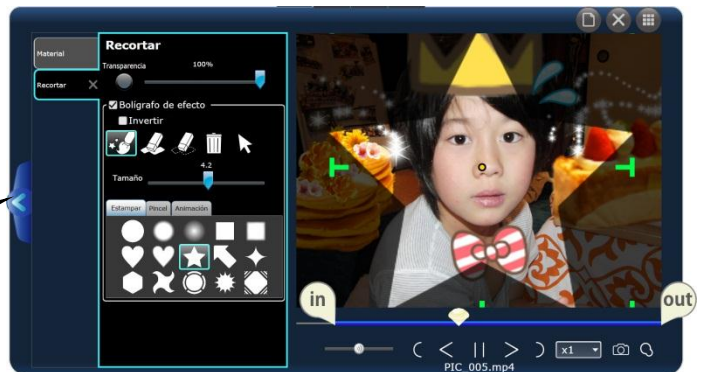 Material
Recortar
Recortar
Transparencia
100%
Bolígrafo de efecto
Invertir
Tamaño
4.2
Estampar
Pincel
Animación
in
out
x1
PIC_005.mp4